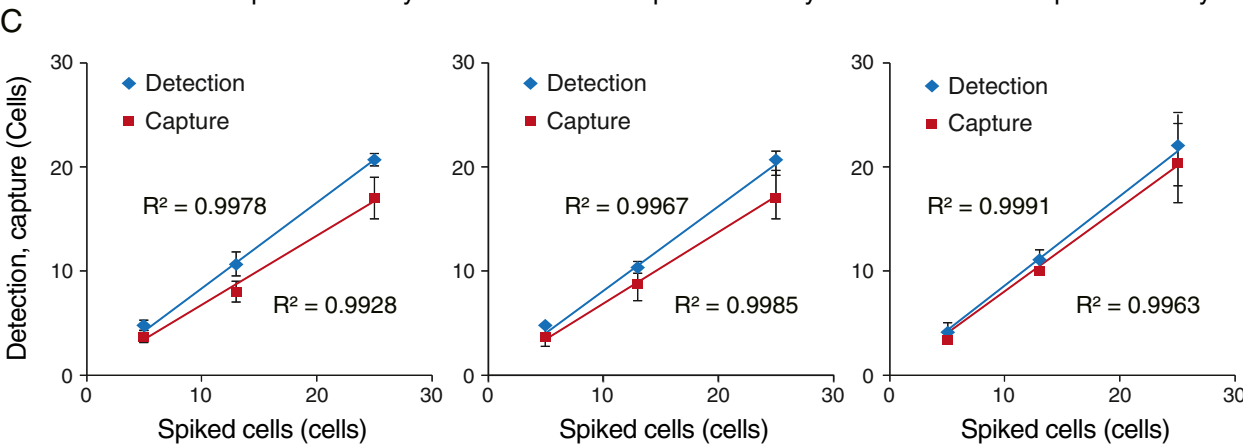 C
Detection, capture (Cells)
30
20
10
0
0
10
20
30
Detection
Capture
R² = 0.9978
R² = 0.9928
Spiked cells (cells)
30
20
10
0
0
10
20
30
Detection
Capture
R² = 0.9967
R² = 0.9985
Spiked cells (cells)
30
20
10
0
0
10
20
30
Detection
Capture
R² = 0.9991
R² = 0.9963
Spiked cells (cells)